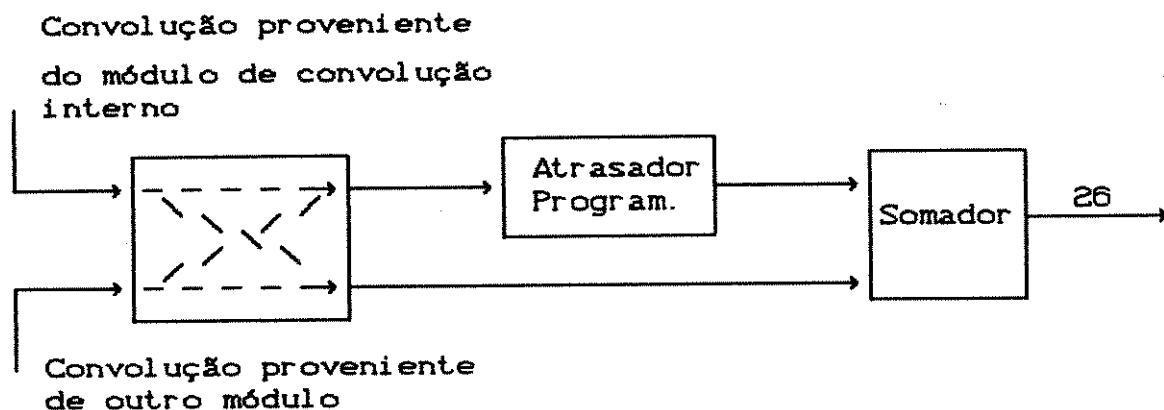 Convolução proveniente
do módulo de convolução
interno
Atrasador
Program.
Somador
26
Convolução proveniente
de outro módulo